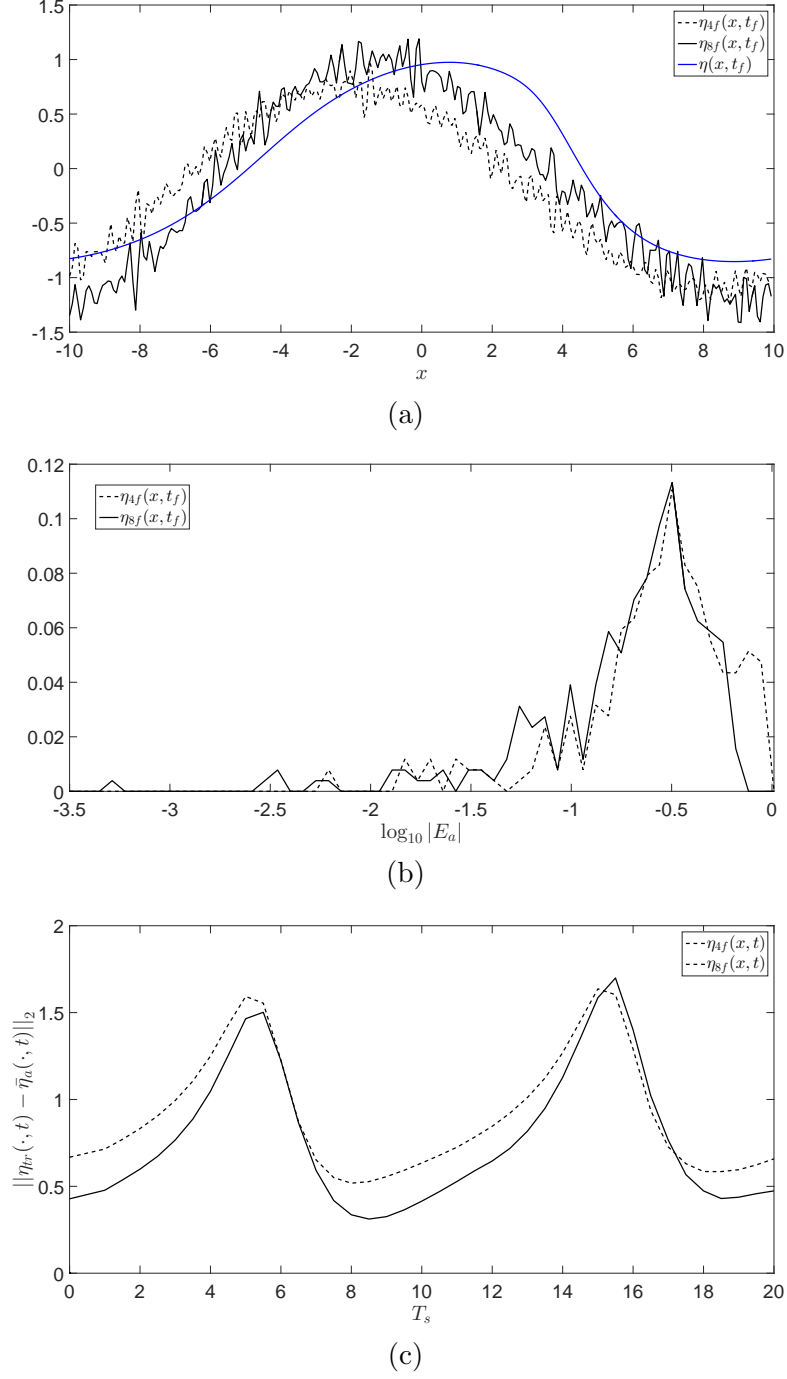 1.5
1
0.5
0
-0.5
-1
-1.5
-10 -8 -6 -4 -2 0 2 4 6 8 10
x
η4f(x, tf)
η8f(x, tf)
η(x, tf)
(a)
0.12
0.1
0.08
0.06
0.04
0.02
0
-3.5 -3 -2.5 -2 -1.5 -1 -0.5 0
log10 |Ea|
η4f(x, tf)
η8f(x, tf)
(b)
2
1.5
1
0.5
0
||ηtr(·, t) − η̄a(·, t)||2
0 2 4 6 8 10 12 14 16 18 20
Ts
η4f(x, t)
η8f(x, t)
(c)